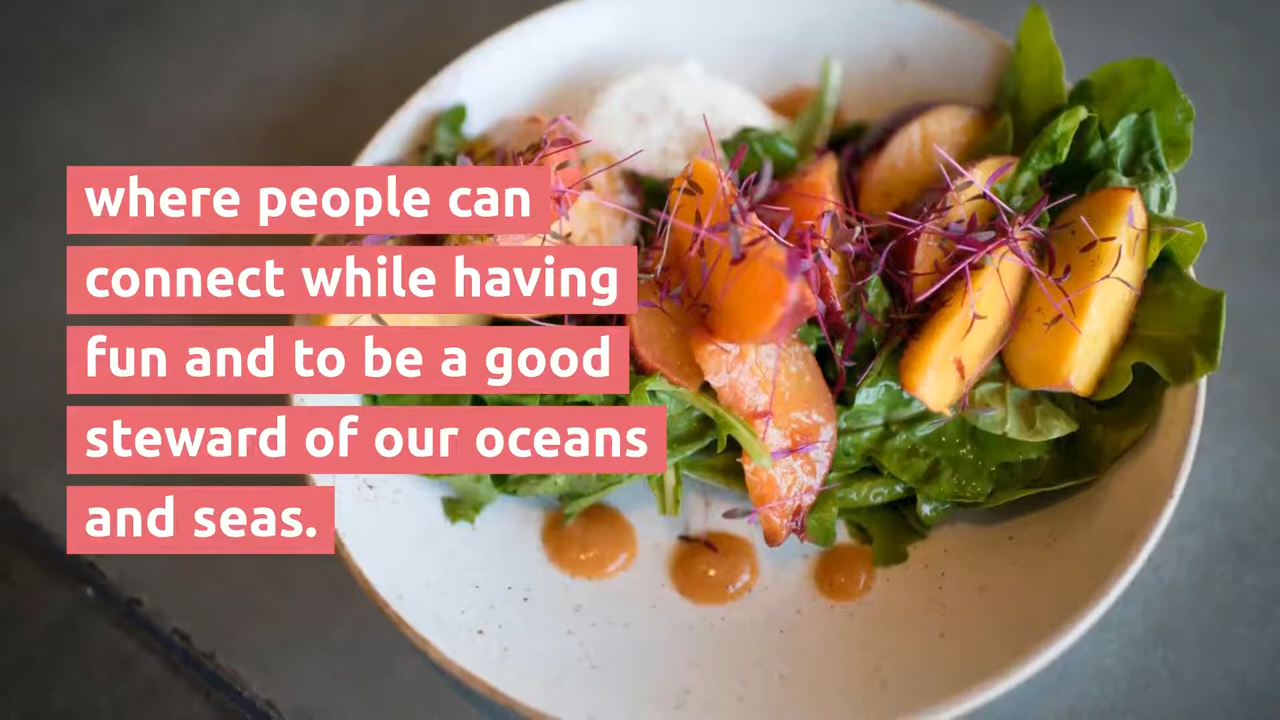 where people can
connect while having
fun and to be a good
steward of our oceans
and seas.